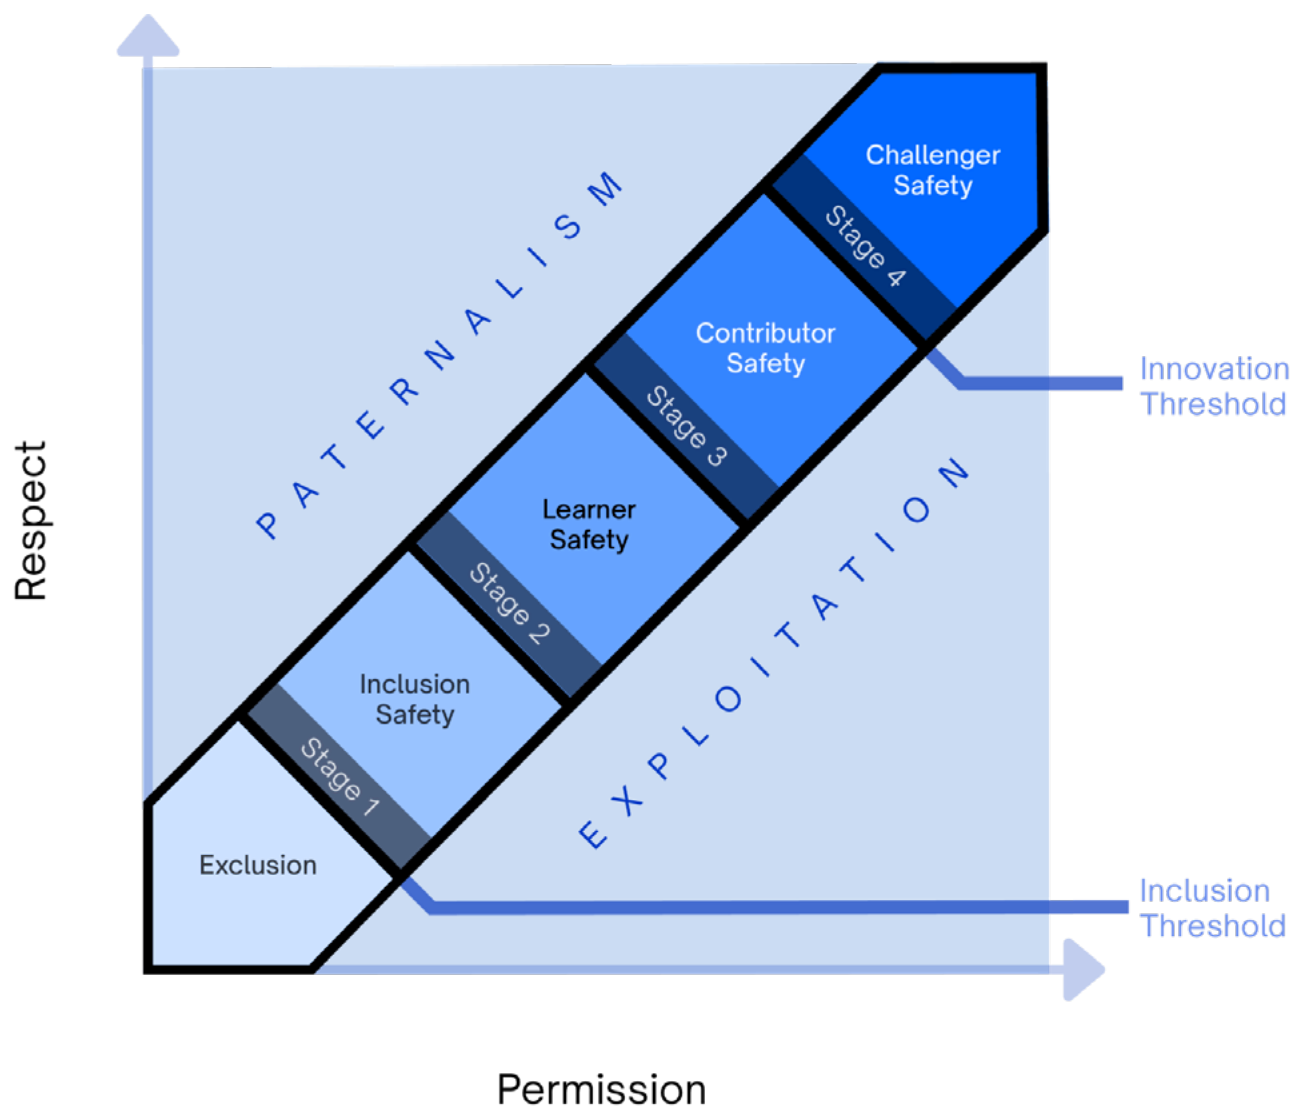 Challenger
Safety
Stage 4
PATERNALISM
Contributor
Safety
Innovation
Threshold
Stage 3
Respect
Learner
Safety
EXPLOITATION
Stage 2
Inclusion
Safety
Stage 1
Exclusion
Inclusion
Threshold
Permission